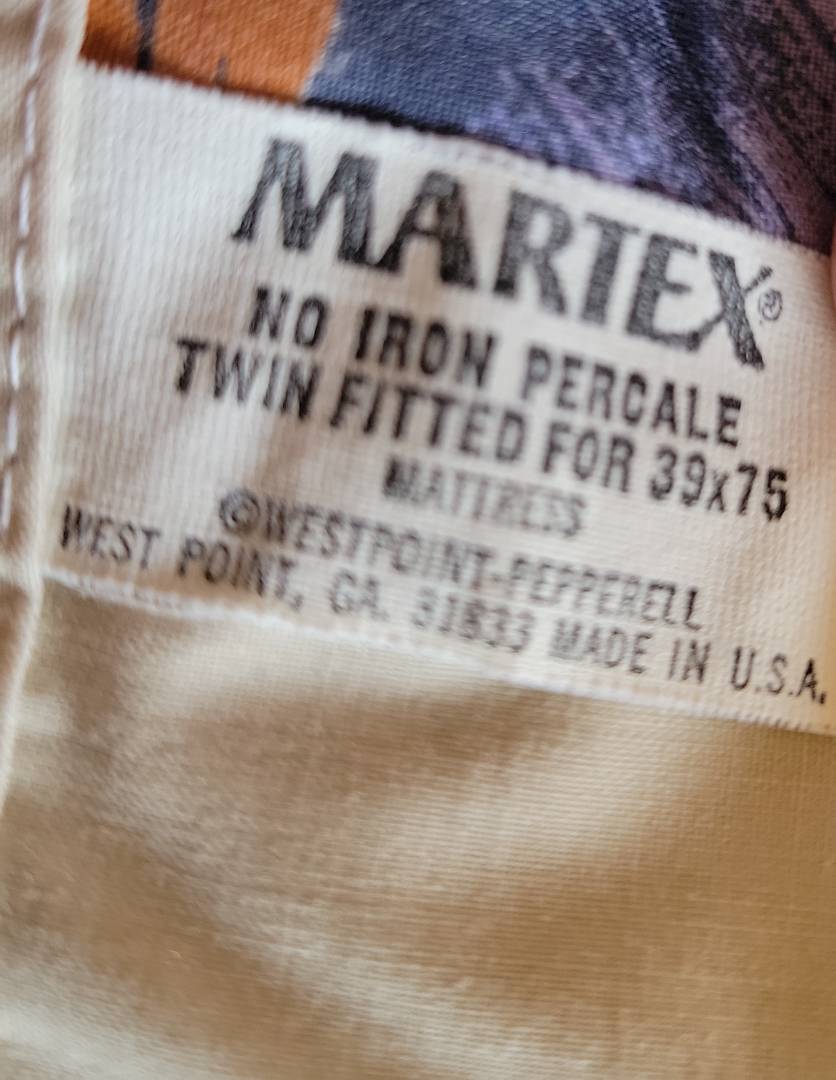 MARTEX®
NO IRON PERCALE
TWIN FITTED FOR 39x75
MATTRESS
©WESTPOINT-PEPPERELL
WEST POINT, GA. 31833 MADE IN U.S.A.